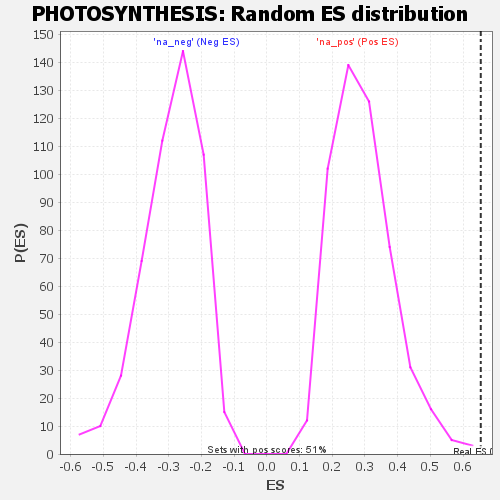 PHOTOSYNTHESIS: Random ES distribution
'na_neg' (Neg ES) 'na_pos' (Pos ES)
150
140
130
120
110
100
90
80
70
60
50
40
30
20
10
0
P(ES)
Sets with pos scores: 51%
Real ES
-0.6 -0.5 -0.4 -0.3 -0.2 -0.1 0.0 0.1 0.2 0.3 0.4 0.5 0.6
ES